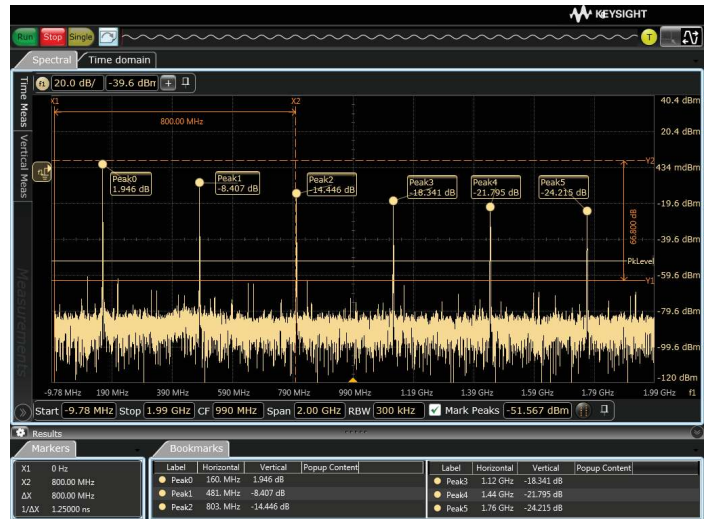 KEYSIGHT
Run Stop Single T
Spectral Time domain
f1 20.0 dB/ -39.6 dBm +
Time Meas
Vertical Meas
Measurements
X1 X2
800.00 MHz
40.4 dBm
20.4 dBm
Y2 434 mdBm
-19.6 dBm
-39.6 dBm
PkLevel
-59.6 dBm
Y1
-79.6 dBm
-99.6 dBm
-120 dBm
66.800 dB
Peak0
1.946 dB
Peak1
-8.407 dB
Peak2
-14.446 dB
Peak3
-18.341 dB
Peak4
-21.795 dB
Peak5
-24.215 dB
-9.78 MHz 190 MHz 390 MHz 590 MHz 790 MHz 990 MHz 1.19 GHz 1.39 GHz 1.59 GHz 1.79 GHz 1.99 GHz f1
Start -9.78 MHz Stop 1.99 GHz CF 990 MHz Span 2.00 GHz RBW 300 kHz Mark Peaks -51.567 dBm
Results
Markers
X1 0 Hz
X2 800.00 MHz
ΔX 800.00 MHz
1/ΔX 1.25000 ns
Bookmarks
Label Horizontal Vertical Popup Content
Peak0 160. MHz 1.946 dB
Peak1 481. MHz -8.407 dB
Peak2 803. MHz -14.446 dB
Label Horizontal Vertical Popup Content
Peak3 1.12 GHz -18.341 dB
Peak4 1.44 GHz -21.795 dB
Peak5 1.76 GHz -24.215 dB